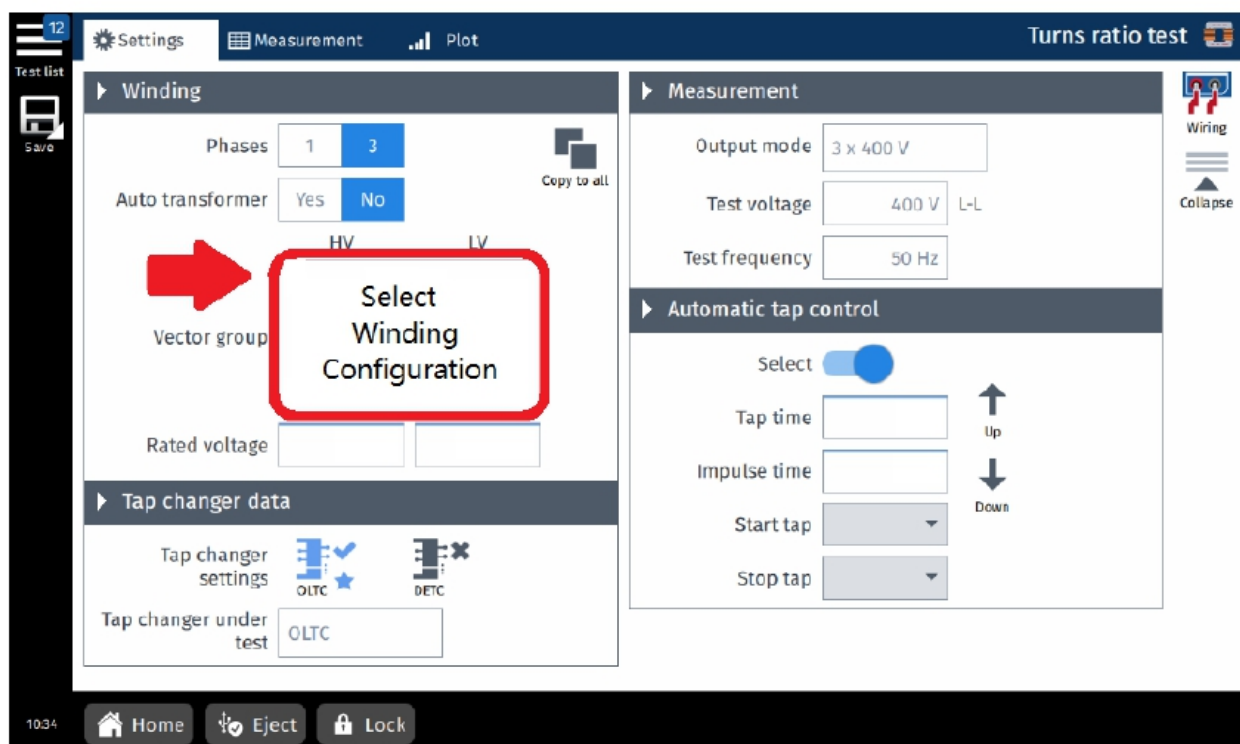 12
Test list
Save
Settings
Measurement
Plot
Turns ratio test
Winding
Phases 1 3
Copy to all
Auto transformer Yes No
HV LV
Select
Winding
Configuration
Vector group
Rated voltage
Tap changer data
Tap changer
settings
OLTC
DETC
Tap changer under
test
OLTC
Measurement
Output mode 3 x 400 V
Test voltage 400 V L-L
Test frequency 50 Hz
Automatic tap control
Select
Tap time
Up
Impulse time
Down
Start tap
Stop tap
Wiring
Collapse
10:34
Home
Eject
Lock